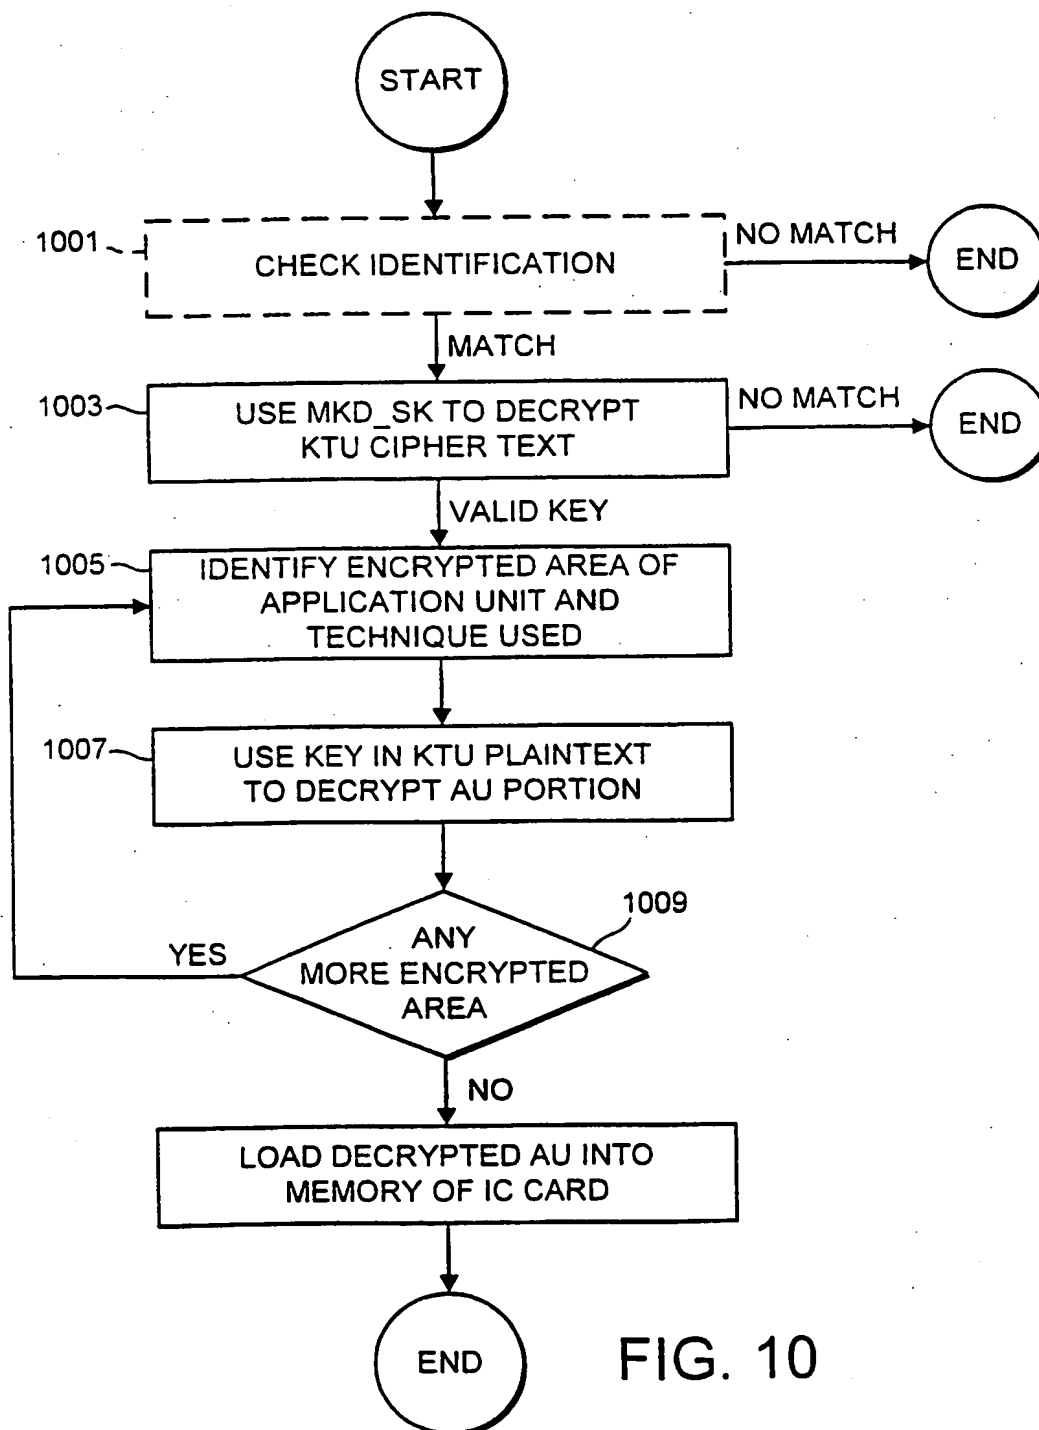 START
1001
CHECK IDENTIFICATION
NO MATCH
END
MATCH
1003
USE MKD_SK TO DECRYPT
KTU CIPHER TEXT
NO MATCH
END
VALID KEY
1005
IDENTIFY ENCRYPTED AREA OF
APPLICATION UNIT AND
TECHNIQUE USED
1007
USE KEY IN KTU PLAINTEXT
TO DECRYPT AU PORTION
1009
ANY
MORE ENCRYPTED
AREA
YES
NO
LOAD DECRYPTED AU INTO
MEMORY OF IC CARD
END
FIG. 10